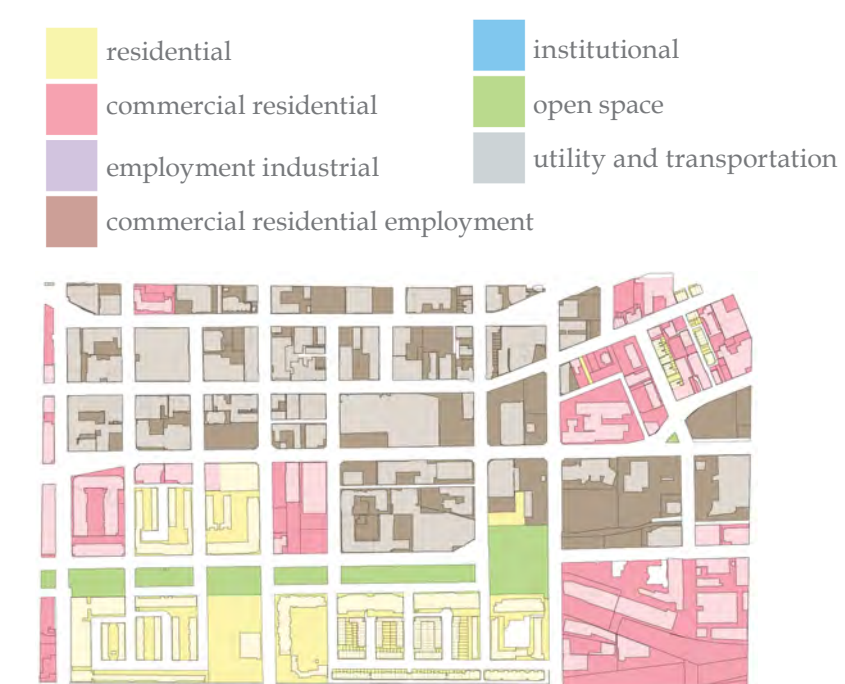 residential
commercial residential
employment industrial
commercial residential employment
institutional
open space
utility and transportation